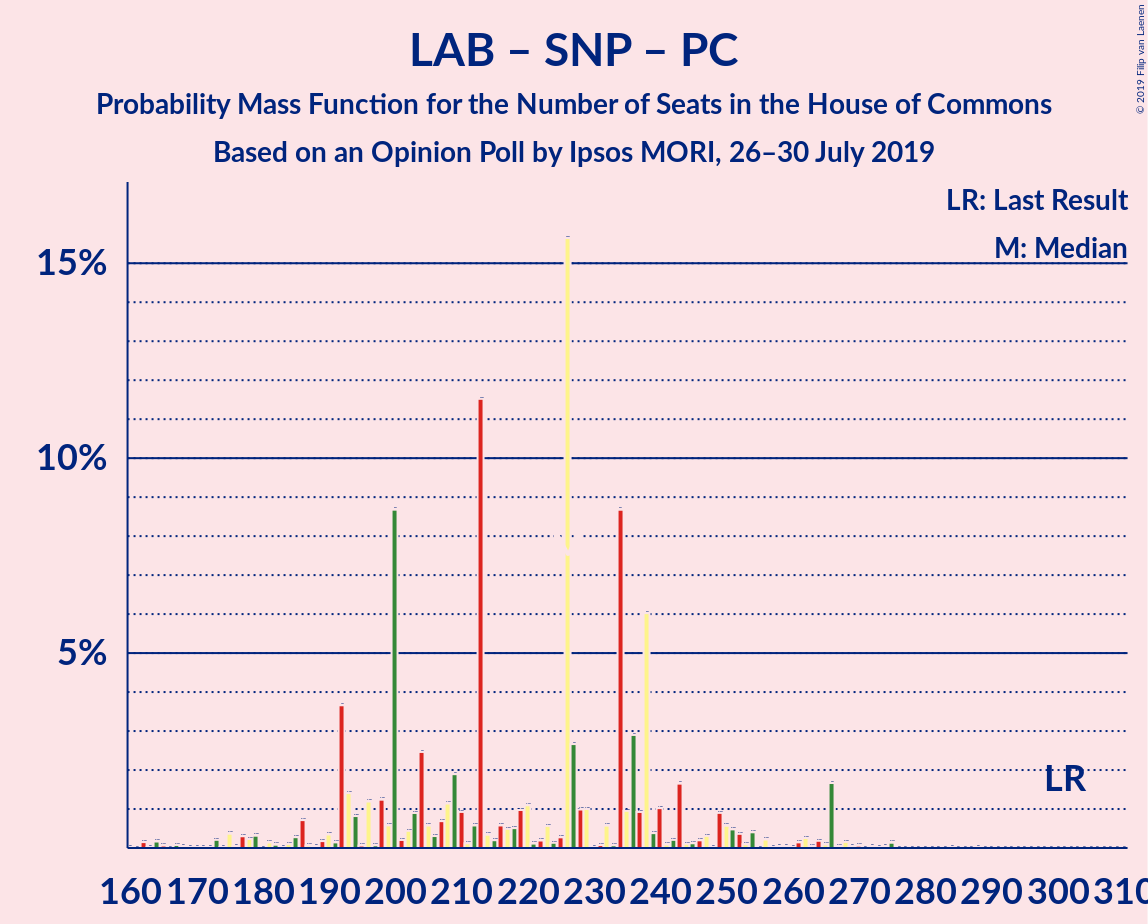 LAB – SNP – PC
Probability Mass Function for the Number of Seats in the House of Commons
Based on an Opinion Poll by Ipsos MORI, 26–30 July 2019
© 2019 Filip van Laenen
LR: Last Result
M: Median
15%
10%
5%
LR
160 170 180 190 200 210 220 230 240 250 260 270 280 290 300 310